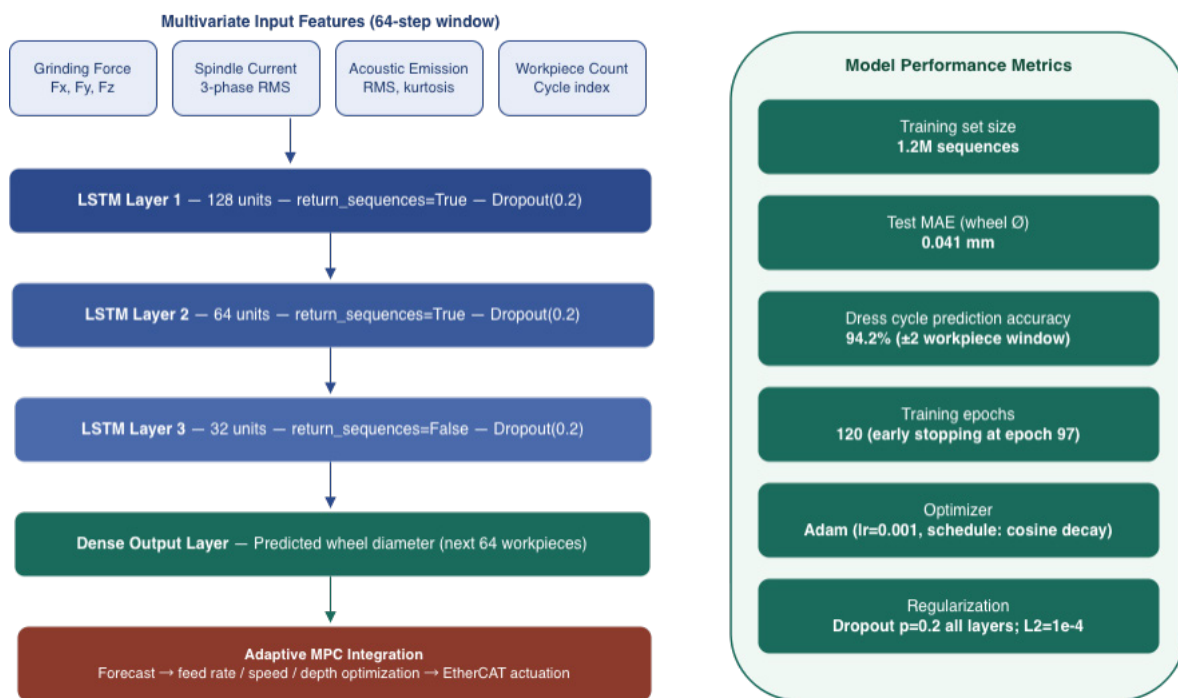 Multivariate Input Features (64-step window)
Grinding Force
Fx, Fy, Fz
Spindle Current
3-phase RMS
Acoustic Emission
RMS, kurtosis
Workpiece Count
Cycle index
LSTM Layer 1 — 128 units — return_sequences=True — Dropout(0.2)
LSTM Layer 2 — 64 units — return_sequences=True — Dropout(0.2)
LSTM Layer 3 — 32 units — return_sequences=False — Dropout(0.2)
Dense Output Layer — Predicted wheel diameter (next 64 workpieces)
Adaptive MPC Integration
Forecast → feed rate / speed / depth optimization → EtherCAT actuation
Model Performance Metrics
Training set size
1.2M sequences
Test MAE (wheel Ø)
0.041 mm
Dress cycle prediction accuracy
94.2% (±2 workpiece window)
Training epochs
120 (early stopping at epoch 97)
Optimizer
Adam (lr=0.001, schedule: cosine decay)
Regularization
Dropout p=0.2 all layers; L2=1e-4